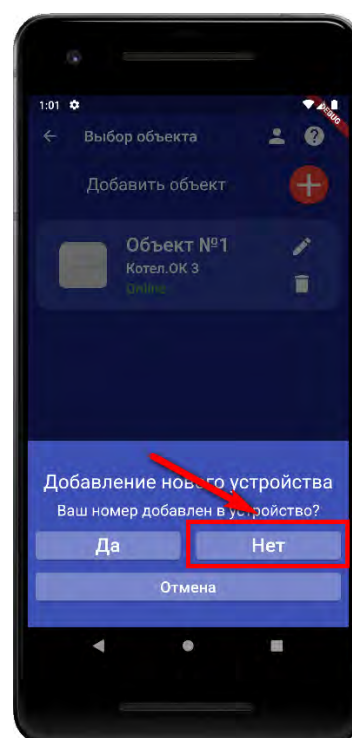 1:01
DEBUG
Выбор объекта
Добавить объект
Объект №1
Котел.ОК 3
Online
Добавление нового устройства
Ваш номер добавлен в устройство?
Да Нет
Отмена